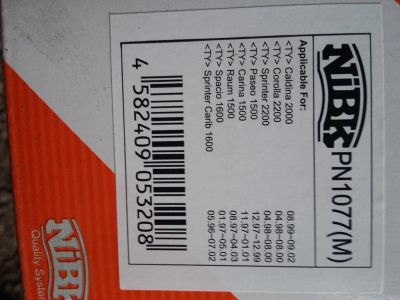 NiBK PN1077(M)
Applicable For:
<TY> Caldina 2000 08.99-09.02
<TY> Corolla 2200 04.98-08.00
<TY> Sprinter 2200 04.98-08.00
<TY> Paseo 1500 12.97-12.99
<TY> Carina 1500 11.97-01.01
<TY> Raum 1500 08.97-04.03
<TY> Spacio 1600 01.97-05.01
<TY> Sprinter Carib 1600 05.96-07.02
4 582409 053208
NiBK
Quality System